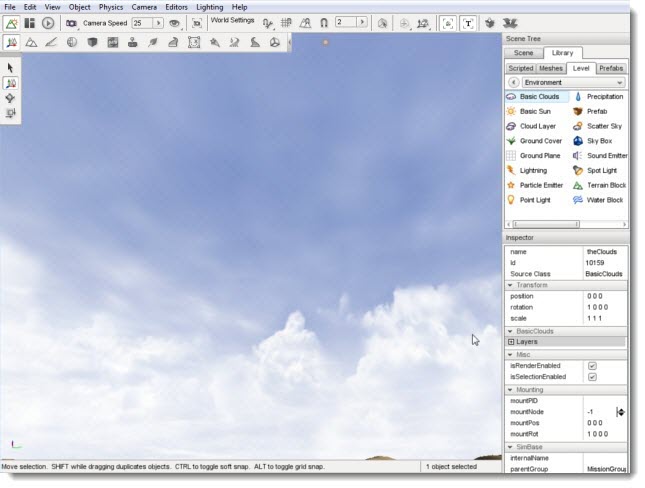 File Edit View Object Physics Camera Editors Lighting Help
Camera Speed 25 World Settings 2
T
Scene Tree
Scene Library
Scripted Meshes Level Prefabs
Environment
Basic Clouds Precipitation
Basic Sun Prefab
Cloud Layer Scatter Sky
Ground Cover Sky Box
Ground Plane Sound Emitter
Lightning Spot Light
Particle Emitter Terrain Block
Point Light Water Block
Inspector
name theClouds
Id 10159
Source Class BasicClouds
Transform
position 0 0 0
rotation 1 0 0 0
scale 1 1 1
BasicClouds
Layers
Misc
isRenderEnabled
isSelectionEnabled
Mounting
mountPID
mountNode -1
mountPos 0 0 0
mountRot 1 0 0 0
SimBase
internalName
parentGroup MissionGroup
Move selection. SHIFT while dragging duplicates objects. CTRL to toggle soft snap. ALT to toggle grid snap. 1 object selected